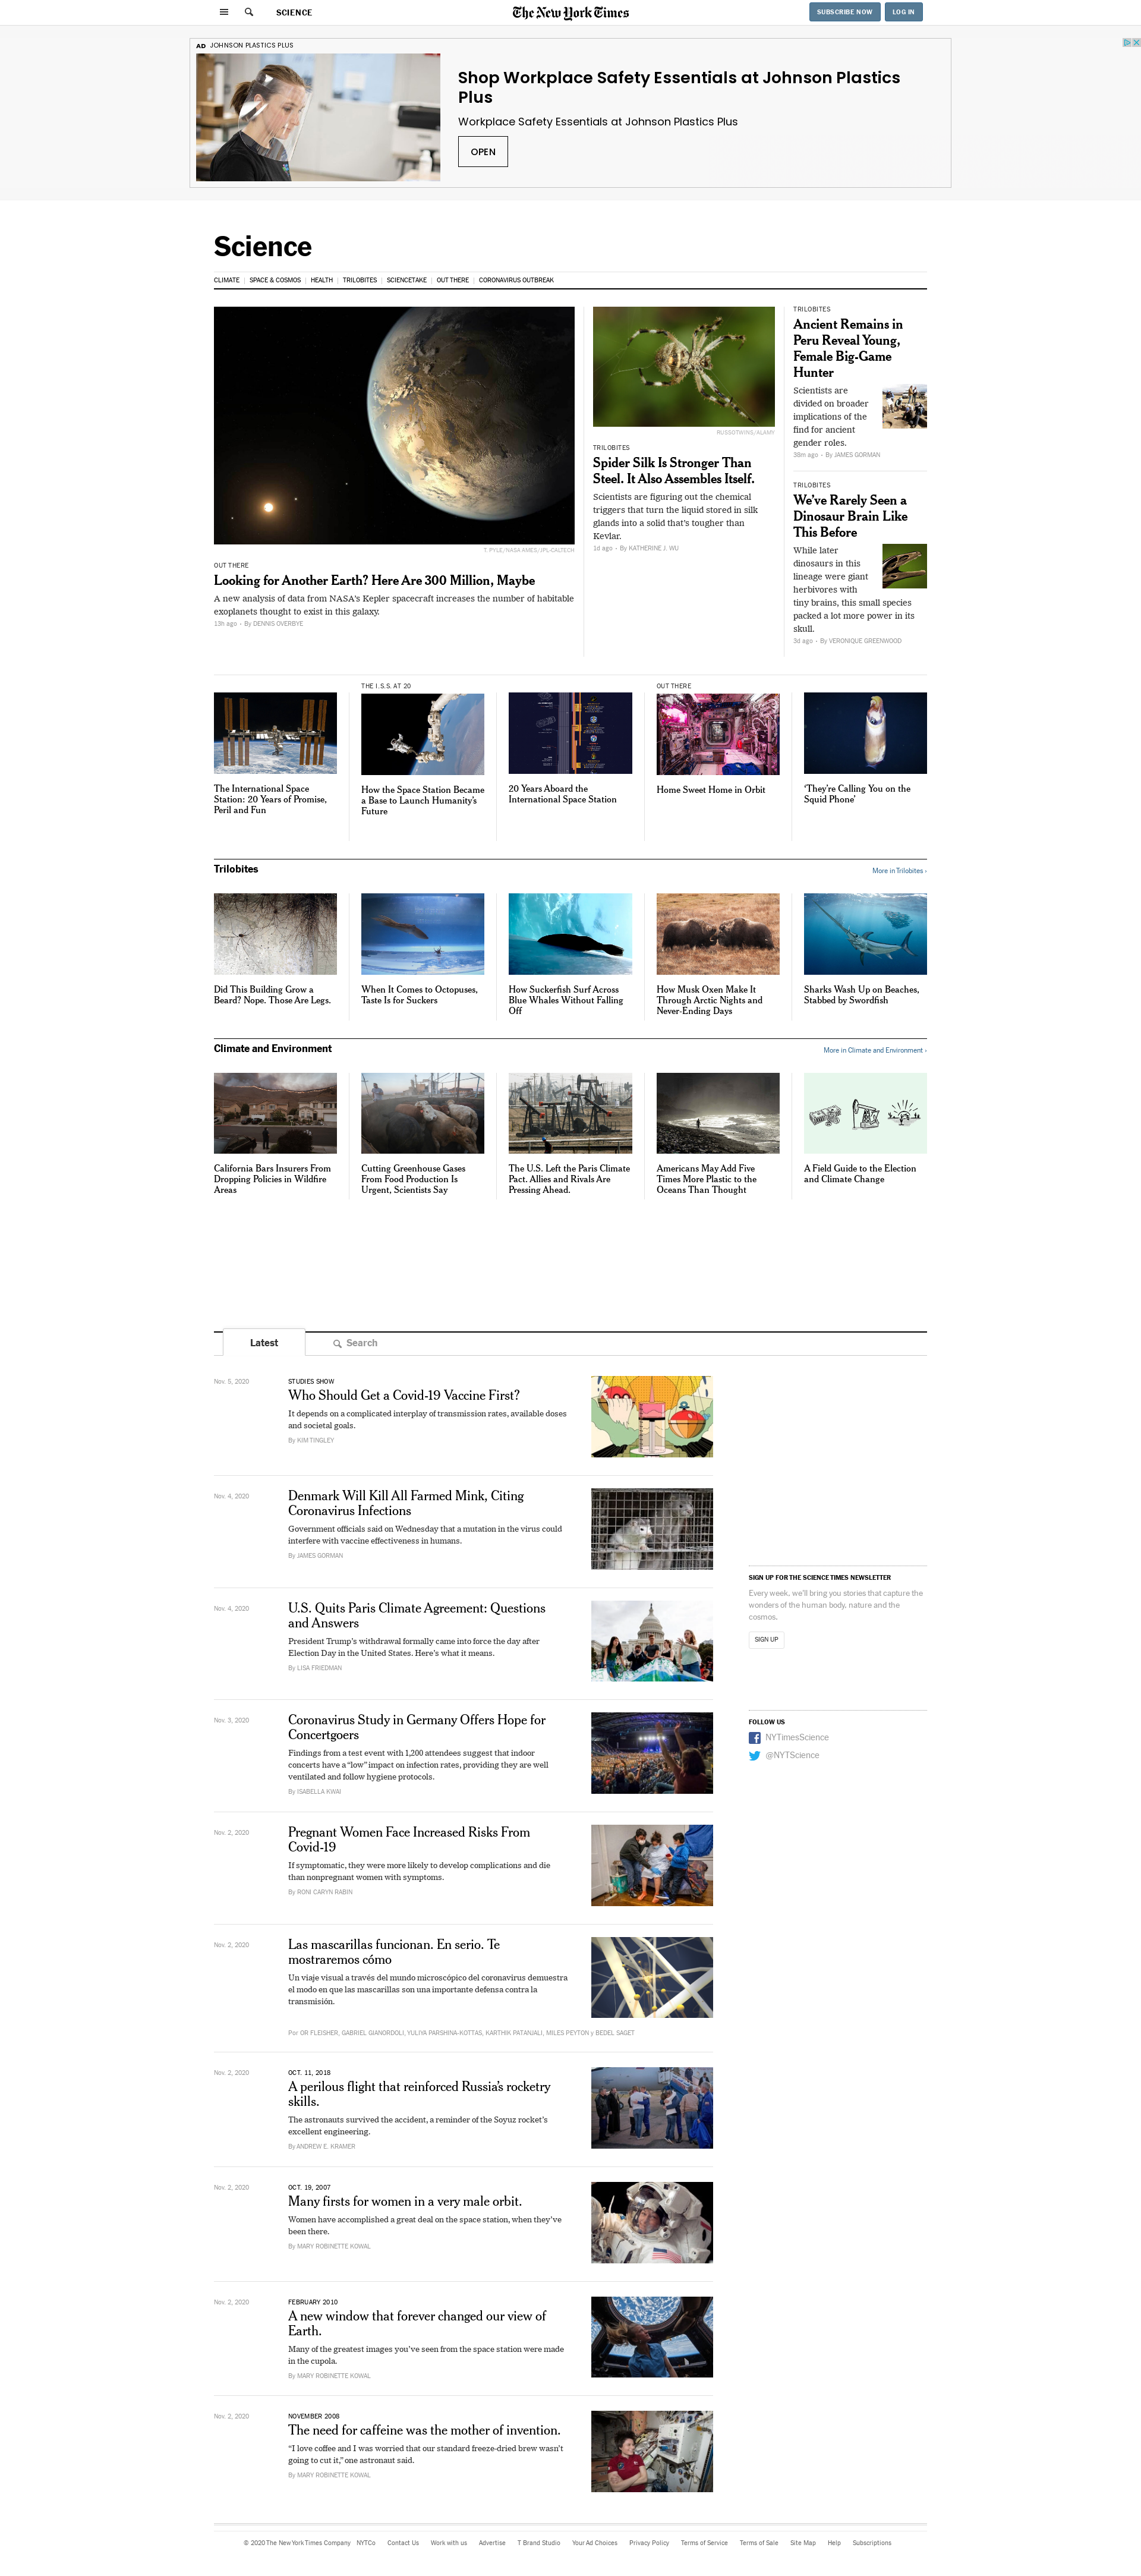 SCIENCE
The New York Times
SUBSCRIBE NOW
LOG IN
AD JOHNSON PLASTICS PLUS
Shop Workplace Safety Essentials at Johnson Plastics
Plus
Workplace Safety Essentials at Johnson Plastics Plus
OPEN
Science
CLIMATE | SPACE & COSMOS | HEALTH | TRILOBITES | SCIENCETAKE | OUT THERE | CORONAVIRUS OUTBREAK
T. PYLE/NASA AMES/JPL-CALTECH
OUT THERE
Looking for Another Earth? Here Are 300 Million, Maybe
A new analysis of data from NASA's Kepler spacecraft increases the number of habitable
exoplanets thought to exist in this galaxy.
13h ago • By DENNIS OVERBYE
RUSSOTWINS/ALAMY
TRILOBITES
Spider Silk Is Stronger Than
Steel. It Also Assembles Itself.
Scientists are figuring out the chemical
triggers that turn the liquid stored in silk
glands into a solid that's tougher than
Kevlar.
1d ago • By KATHERINE J. WU
TRILOBITES
Ancient Remains in
Peru Reveal Young,
Female Big-Game
Hunter
Scientists are
divided on broader
implications of the
find for ancient
gender roles.
38m ago • By JAMES GORMAN
TRILOBITES
We've Rarely Seen a
Dinosaur Brain Like
This Before
While later
dinosaurs in this
lineage were giant
herbivores with
tiny brains, this small species
packed a lot more power in its
skull.
3d ago • By VERONIQUE GREENWOOD
The International Space
Station: 20 Years of Promise,
Peril and Fun
THE I.S.S. AT 20
How the Space Station Became
a Base to Launch Humanity's
Future
20 Years Aboard the
International Space Station
OUT THERE
Home Sweet Home in Orbit
'They're Calling You on the
Squid Phone'
Trilobites
More in Trilobites ›
Did This Building Grow a
Beard? Nope. Those Are Legs.
When It Comes to Octopuses,
Taste Is for Suckers
How Suckerfish Surf Across
Blue Whales Without Falling
Off
How Musk Oxen Make It
Through Arctic Nights and
Never-Ending Days
Sharks Wash Up on Beaches,
Stabbed by Swordfish
Climate and Environment
More in Climate and Environment ›
California Bars Insurers From
Dropping Policies in Wildfire
Areas
Cutting Greenhouse Gases
From Food Production Is
Urgent, Scientists Say
The U.S. Left the Paris Climate
Pact. Allies and Rivals Are
Pressing Ahead.
Americans May Add Five
Times More Plastic to the
Oceans Than Thought
A Field Guide to the Election
and Climate Change
Latest
Search
Nov. 5, 2020
STUDIES SHOW
Who Should Get a Covid-19 Vaccine First?
It depends on a complicated interplay of transmission rates, available doses
and societal goals.
By KIM TINGLEY
Nov. 4, 2020
Denmark Will Kill All Farmed Mink, Citing
Coronavirus Infections
Government officials said on Wednesday that a mutation in the virus could
interfere with vaccine effectiveness in humans.
By JAMES GORMAN
Nov. 4, 2020
U.S. Quits Paris Climate Agreement: Questions
and Answers
President Trump's withdrawal formally came into force the day after
Election Day in the United States. Here's what it means.
By LISA FRIEDMAN
Nov. 3, 2020
Coronavirus Study in Germany Offers Hope for
Concertgoers
Findings from a test event with 1,200 attendees suggest that indoor
concerts have a "low" impact on infection rates, providing they are well
ventilated and follow hygiene protocols.
By ISABELLA KWAI
Nov. 2, 2020
Pregnant Women Face Increased Risks From
Covid-19
If symptomatic, they were more likely to develop complications and die
than nonpregnant women with symptoms.
By RONI CARYN RABIN
Nov. 2, 2020
Las mascarillas funcionan. En serio. Te
mostraremos cómo
Un viaje visual a través del mundo microscópico del coronavirus demuestra
el modo en que las mascarillas son una importante defensa contra la
transmisión.
Por OR FLEISHER, GABRIEL GIANORDOLI, YULIYA PARSHINA-KOTTAS, KARTHIK PATANJALI, MILES PEYTON y BEDEL SAGET
Nov. 2, 2020
OCT. 11, 2018
A perilous flight that reinforced Russia's rocketry
skills.
The astronauts survived the accident, a reminder of the Soyuz rocket's
excellent engineering.
By ANDREW E. KRAMER
Nov. 2, 2020
OCT. 19, 2007
Many firsts for women in a very male orbit.
Women have accomplished a great deal on the space station, when they've
been there.
By MARY ROBINETTE KOWAL
Nov. 2, 2020
FEBRUARY 2010
A new window that forever changed our view of
Earth.
Many of the greatest images you've seen from the space station were made
in the cupola.
By MARY ROBINETTE KOWAL
Nov. 2, 2020
NOVEMBER 2008
The need for caffeine was the mother of invention.
"I love coffee and I was worried that our standard freeze-dried brew wasn't
going to cut it," one astronaut said.
By MARY ROBINETTE KOWAL
SIGN UP FOR THE SCIENCE TIMES NEWSLETTER
Every week, we'll bring you stories that capture the
wonders of the human body, nature and the
cosmos.
SIGN UP
FOLLOW US
NYTimesScience
@NYTScience
© 2020 The New York Times Company NYTCo Contact Us Work with us Advertise T Brand Studio Your Ad Choices Privacy Policy Terms of Service Terms of Sale Site Map Help Subscriptions